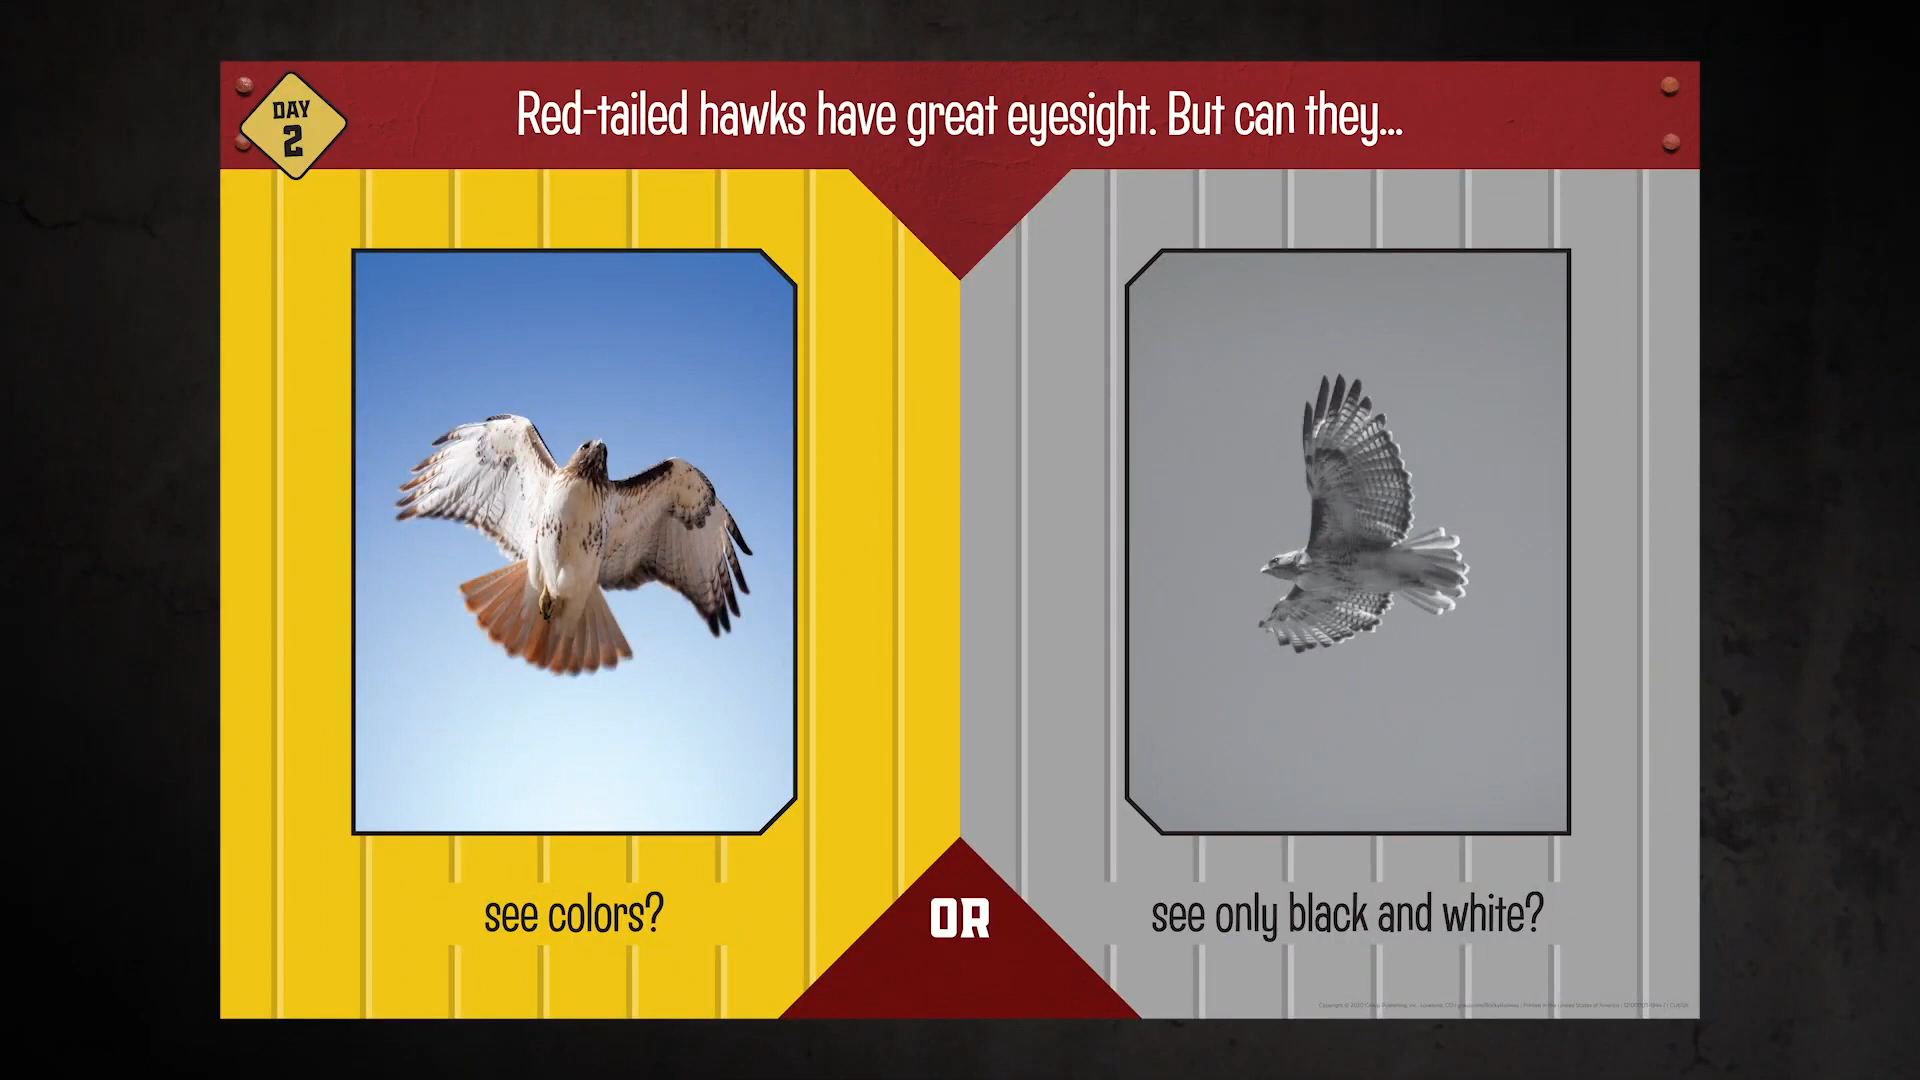 DAY
2
Red-tailed hawks have great eyesight. But can they...
see colors?
OR
see only black and white?